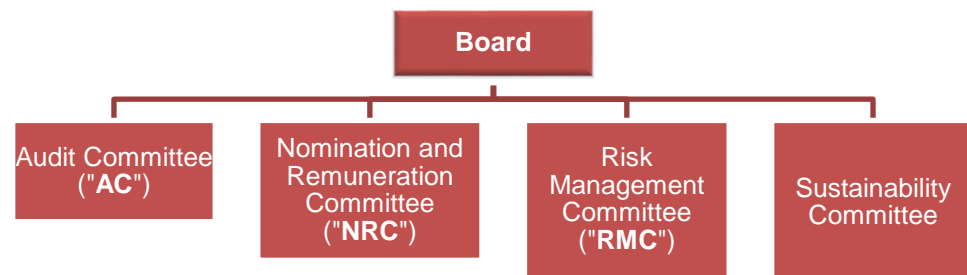 Board
Audit Committee
("AC")
Nomination and
Remuneration
Committee
("NRC")
Risk
Management
Committee
("RMC")
Sustainability
Committee